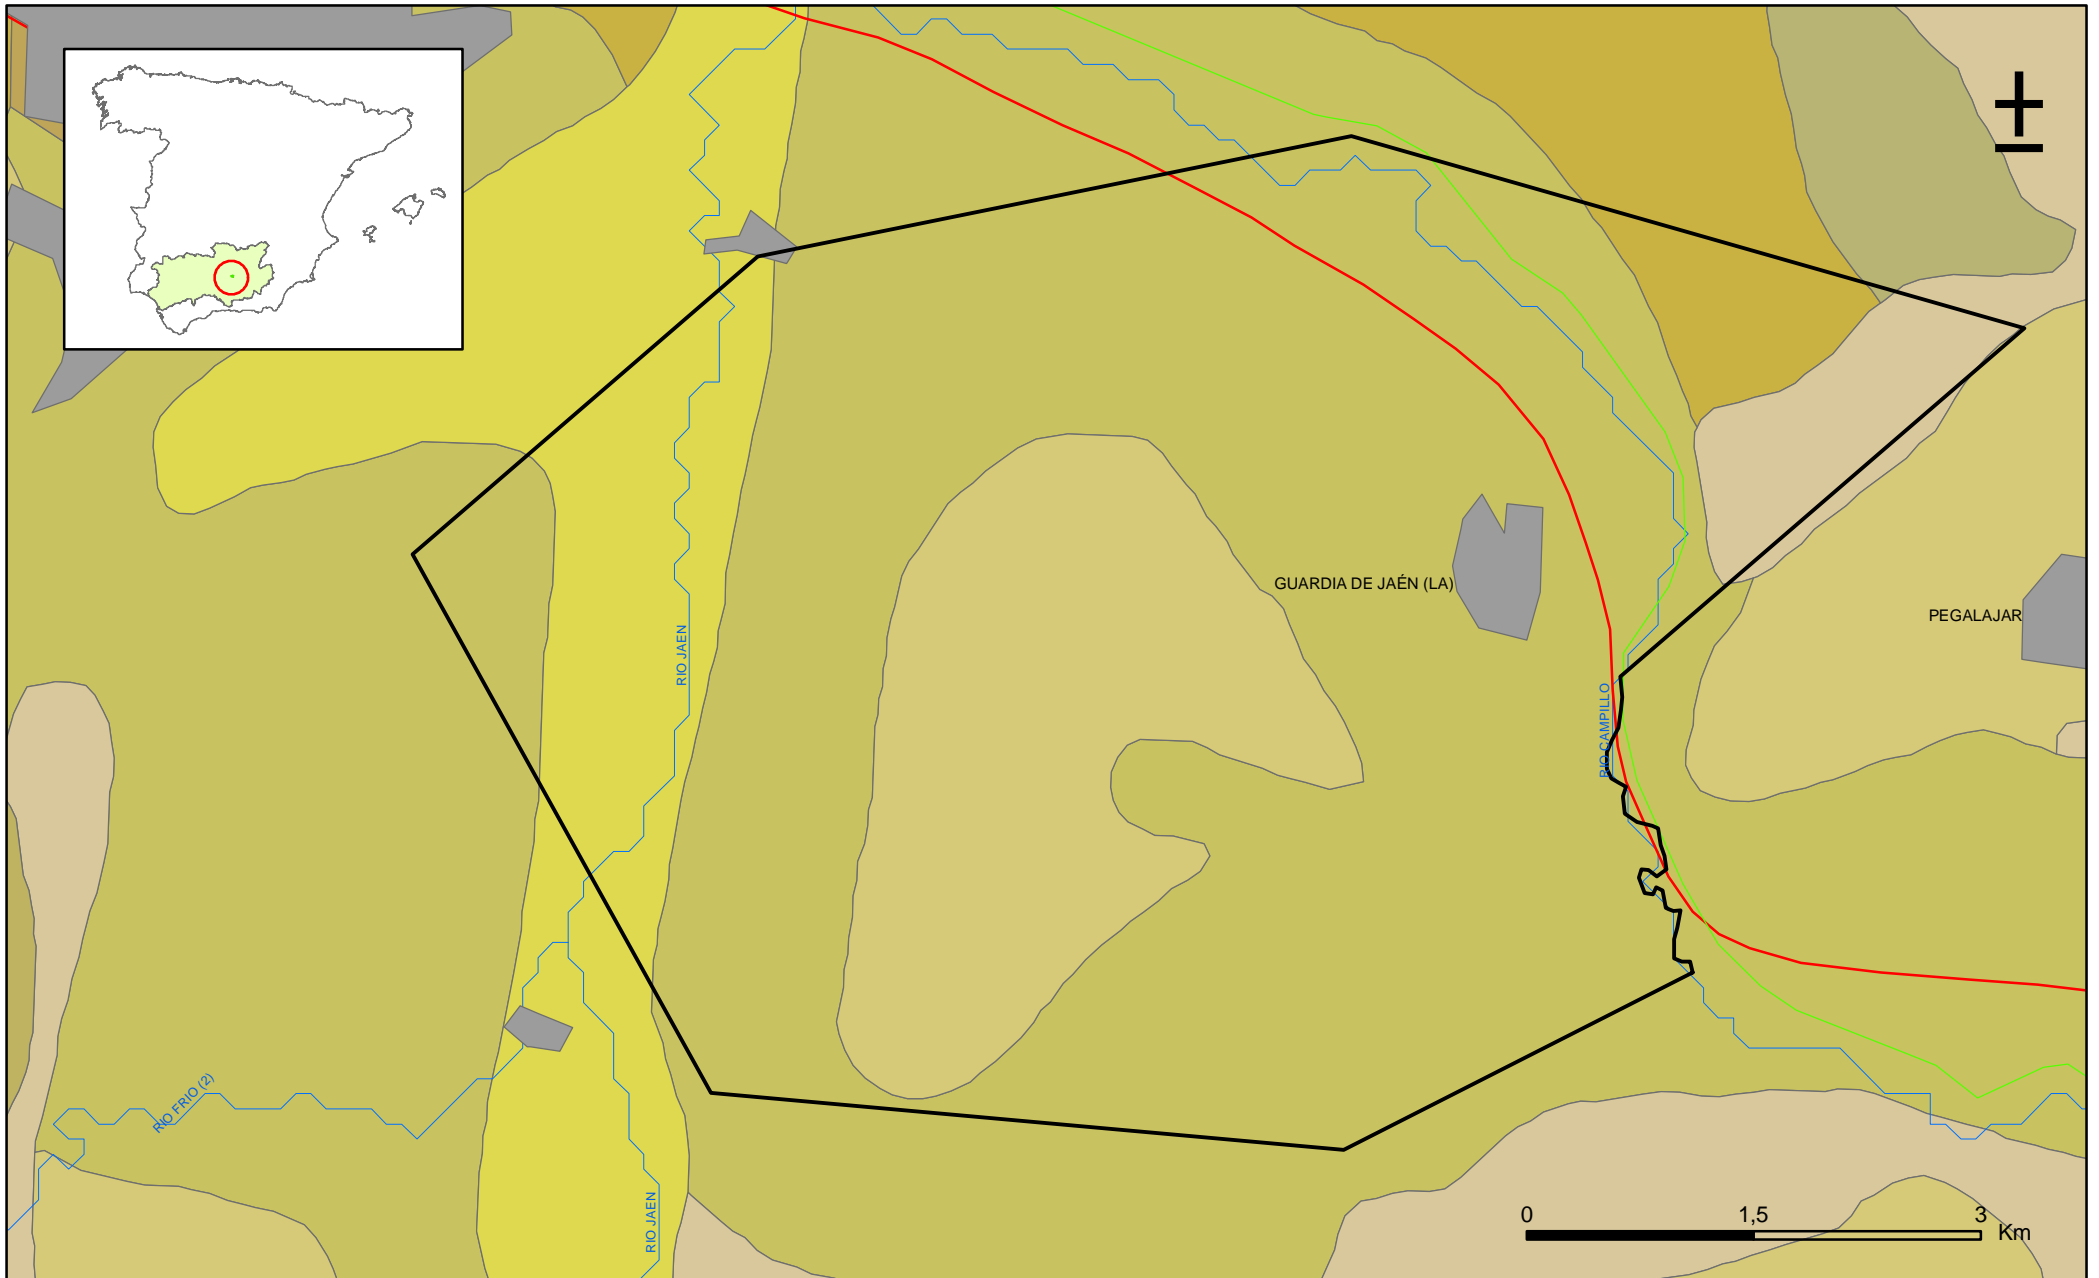 GUARDIA DE JAÉN (LA)
PEGALAJAR
RIO JAEN
RIO CAMPILLO
RIO FRIO (2)
RIO JAEN
0 1,5 3
Km